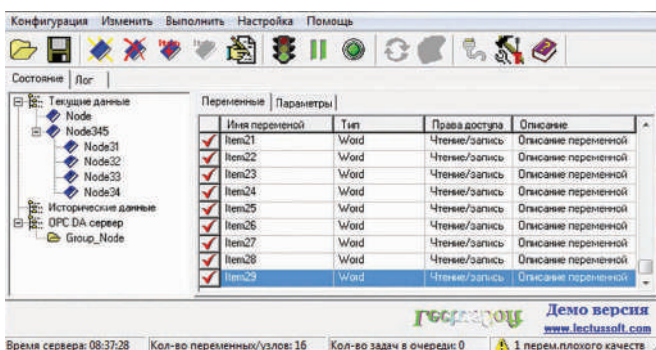 Конфигурация Изменить Выполнить Настройка Помощь
Состояние Лог
Текущие данные
Node
Node345
Node31
Node32
Node33
Node34
Исторические данные
OPC DA сервер
Group_Node
Переменные Параметры
Имя переменой Тип Права доступа Описание
Item21 Word Чтение/запись Описание переменной
Item22 Word Чтение/запись Описание переменной
Item23 Word Чтение/запись Описание переменной
Item24 Word Чтение/запись Описание переменной
Item25 Word Чтение/запись Описание переменной
Item26 Word Чтение/запись Описание переменной
Item27 Word Чтение/запись Описание переменной
Item28 Word Чтение/запись Описание переменной
Item29 Word Чтение/запись Описание переменной
Демо версия
www.lectussoft.com
Время сервера: 08:37:28 Кол-во переменных/узлов: 16 Кол-во задач в очереди: 0 1 перем.плохого качеств